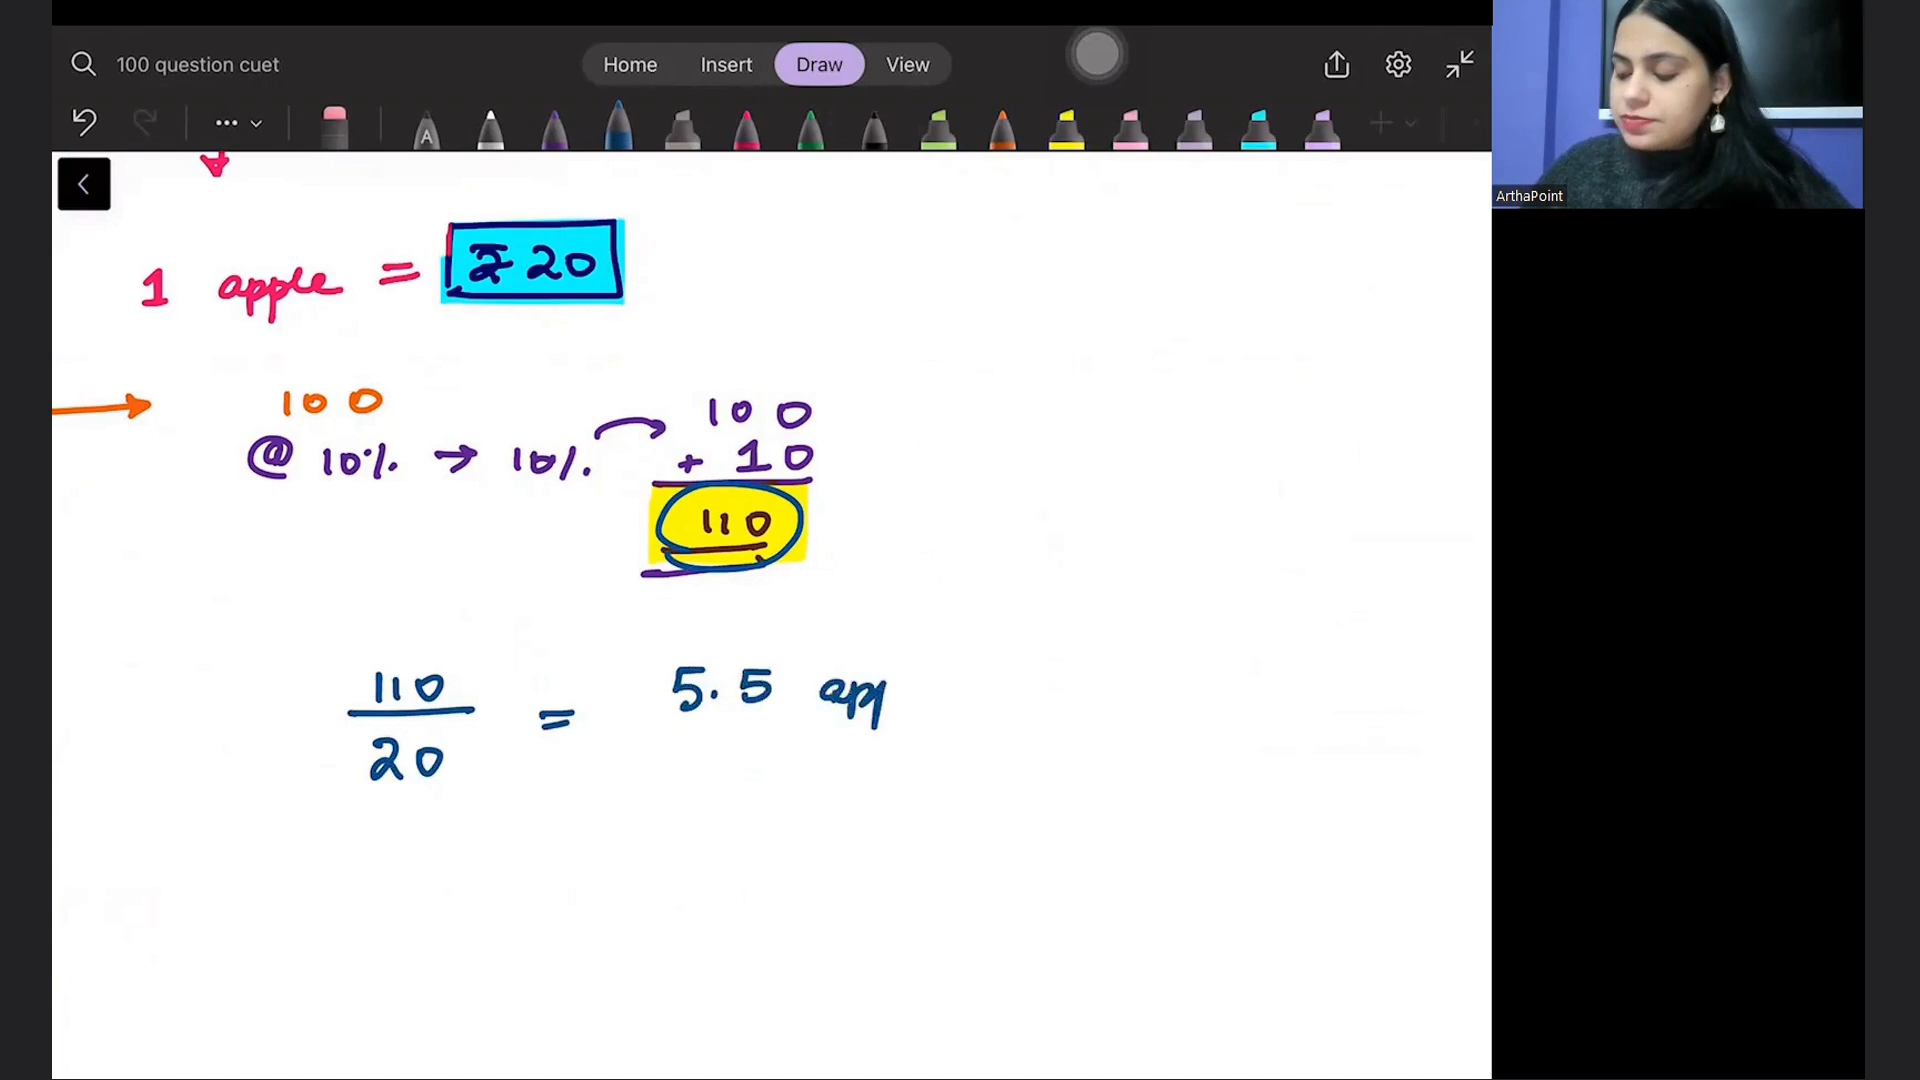 100 question cuet
Home Insert Draw View
A
ArthaPoint
1 apple = ₹ 20
100
@ 10% → 10%
100
+ 10
110
110
20
= 5.5 app